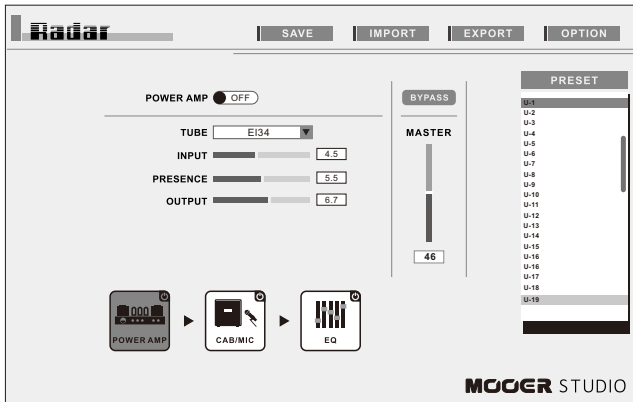 Radar
SAVE IMPORT EXPORT OPTION
POWER AMP OFF
TUBE EI34
INPUT 4.5
PRESENCE 5.5
OUTPUT 6.7
BYPASS
MASTER
46
PRESET
U-1
U-2
U-3
U-4
U-5
U-6
U-7
U-8
U-9
U-10
U-11
U-12
U-13
U-14
U-15
U-16
U-16
U-17
U-18
U-19
POWER AMP
CAB/MIC
EQ
MOOER STUDIO